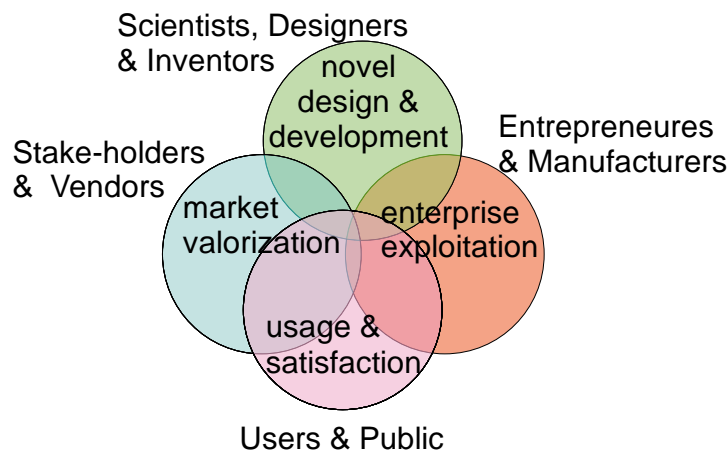 Scientists, Designers
& Inventors
novel
design &
development
Entrepreneures
& Manufacturers
Stake-holders
& Vendors
market
valorization
enterprise
exploitation
usage &
satisfaction
Users & Public